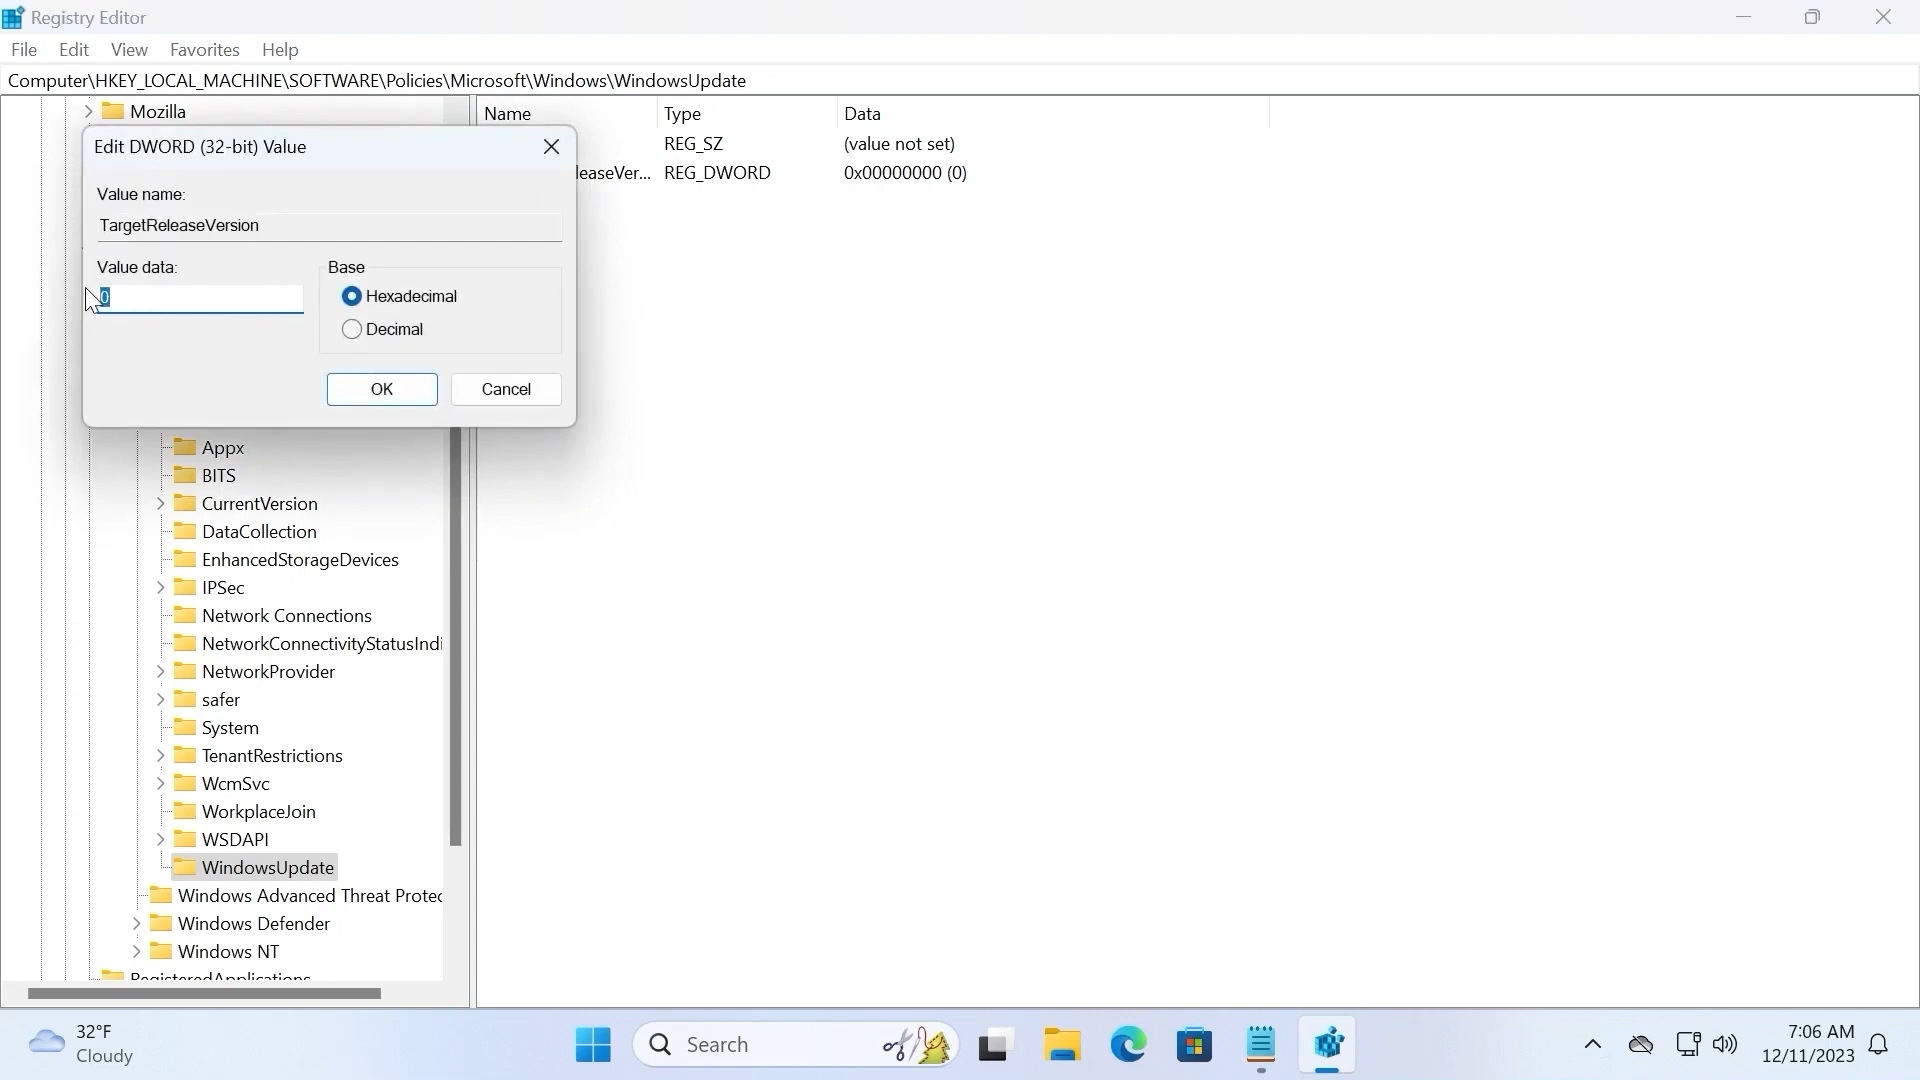 Registry Editor
File Edit View Favorites Help
Computer\HKEY_LOCAL_MACHINE\SOFTWARE\Policies\Microsoft\Windows\WindowsUpdate
Mozilla
Name Type Data
REG_SZ (value not set)
leaseVer... REG_DWORD 0x00000000 (0)
Edit DWORD (32-bit) Value
Value name:
TargetReleaseVersion
Value data:
0
Base
Hexadecimal
Decimal
OK Cancel
Appx
BITS
CurrentVersion
DataCollection
EnhancedStorageDevices
IPSec
Network Connections
NetworkConnectivityStatusIndi
NetworkProvider
safer
System
TenantRestrictions
WcmSvc
WorkplaceJoin
WSDAPI
WindowsUpdate
Windows Advanced Threat Protec
Windows Defender
Windows NT
RegisteredApplications
32°F
Cloudy
Search
7:06 AM
12/11/2023